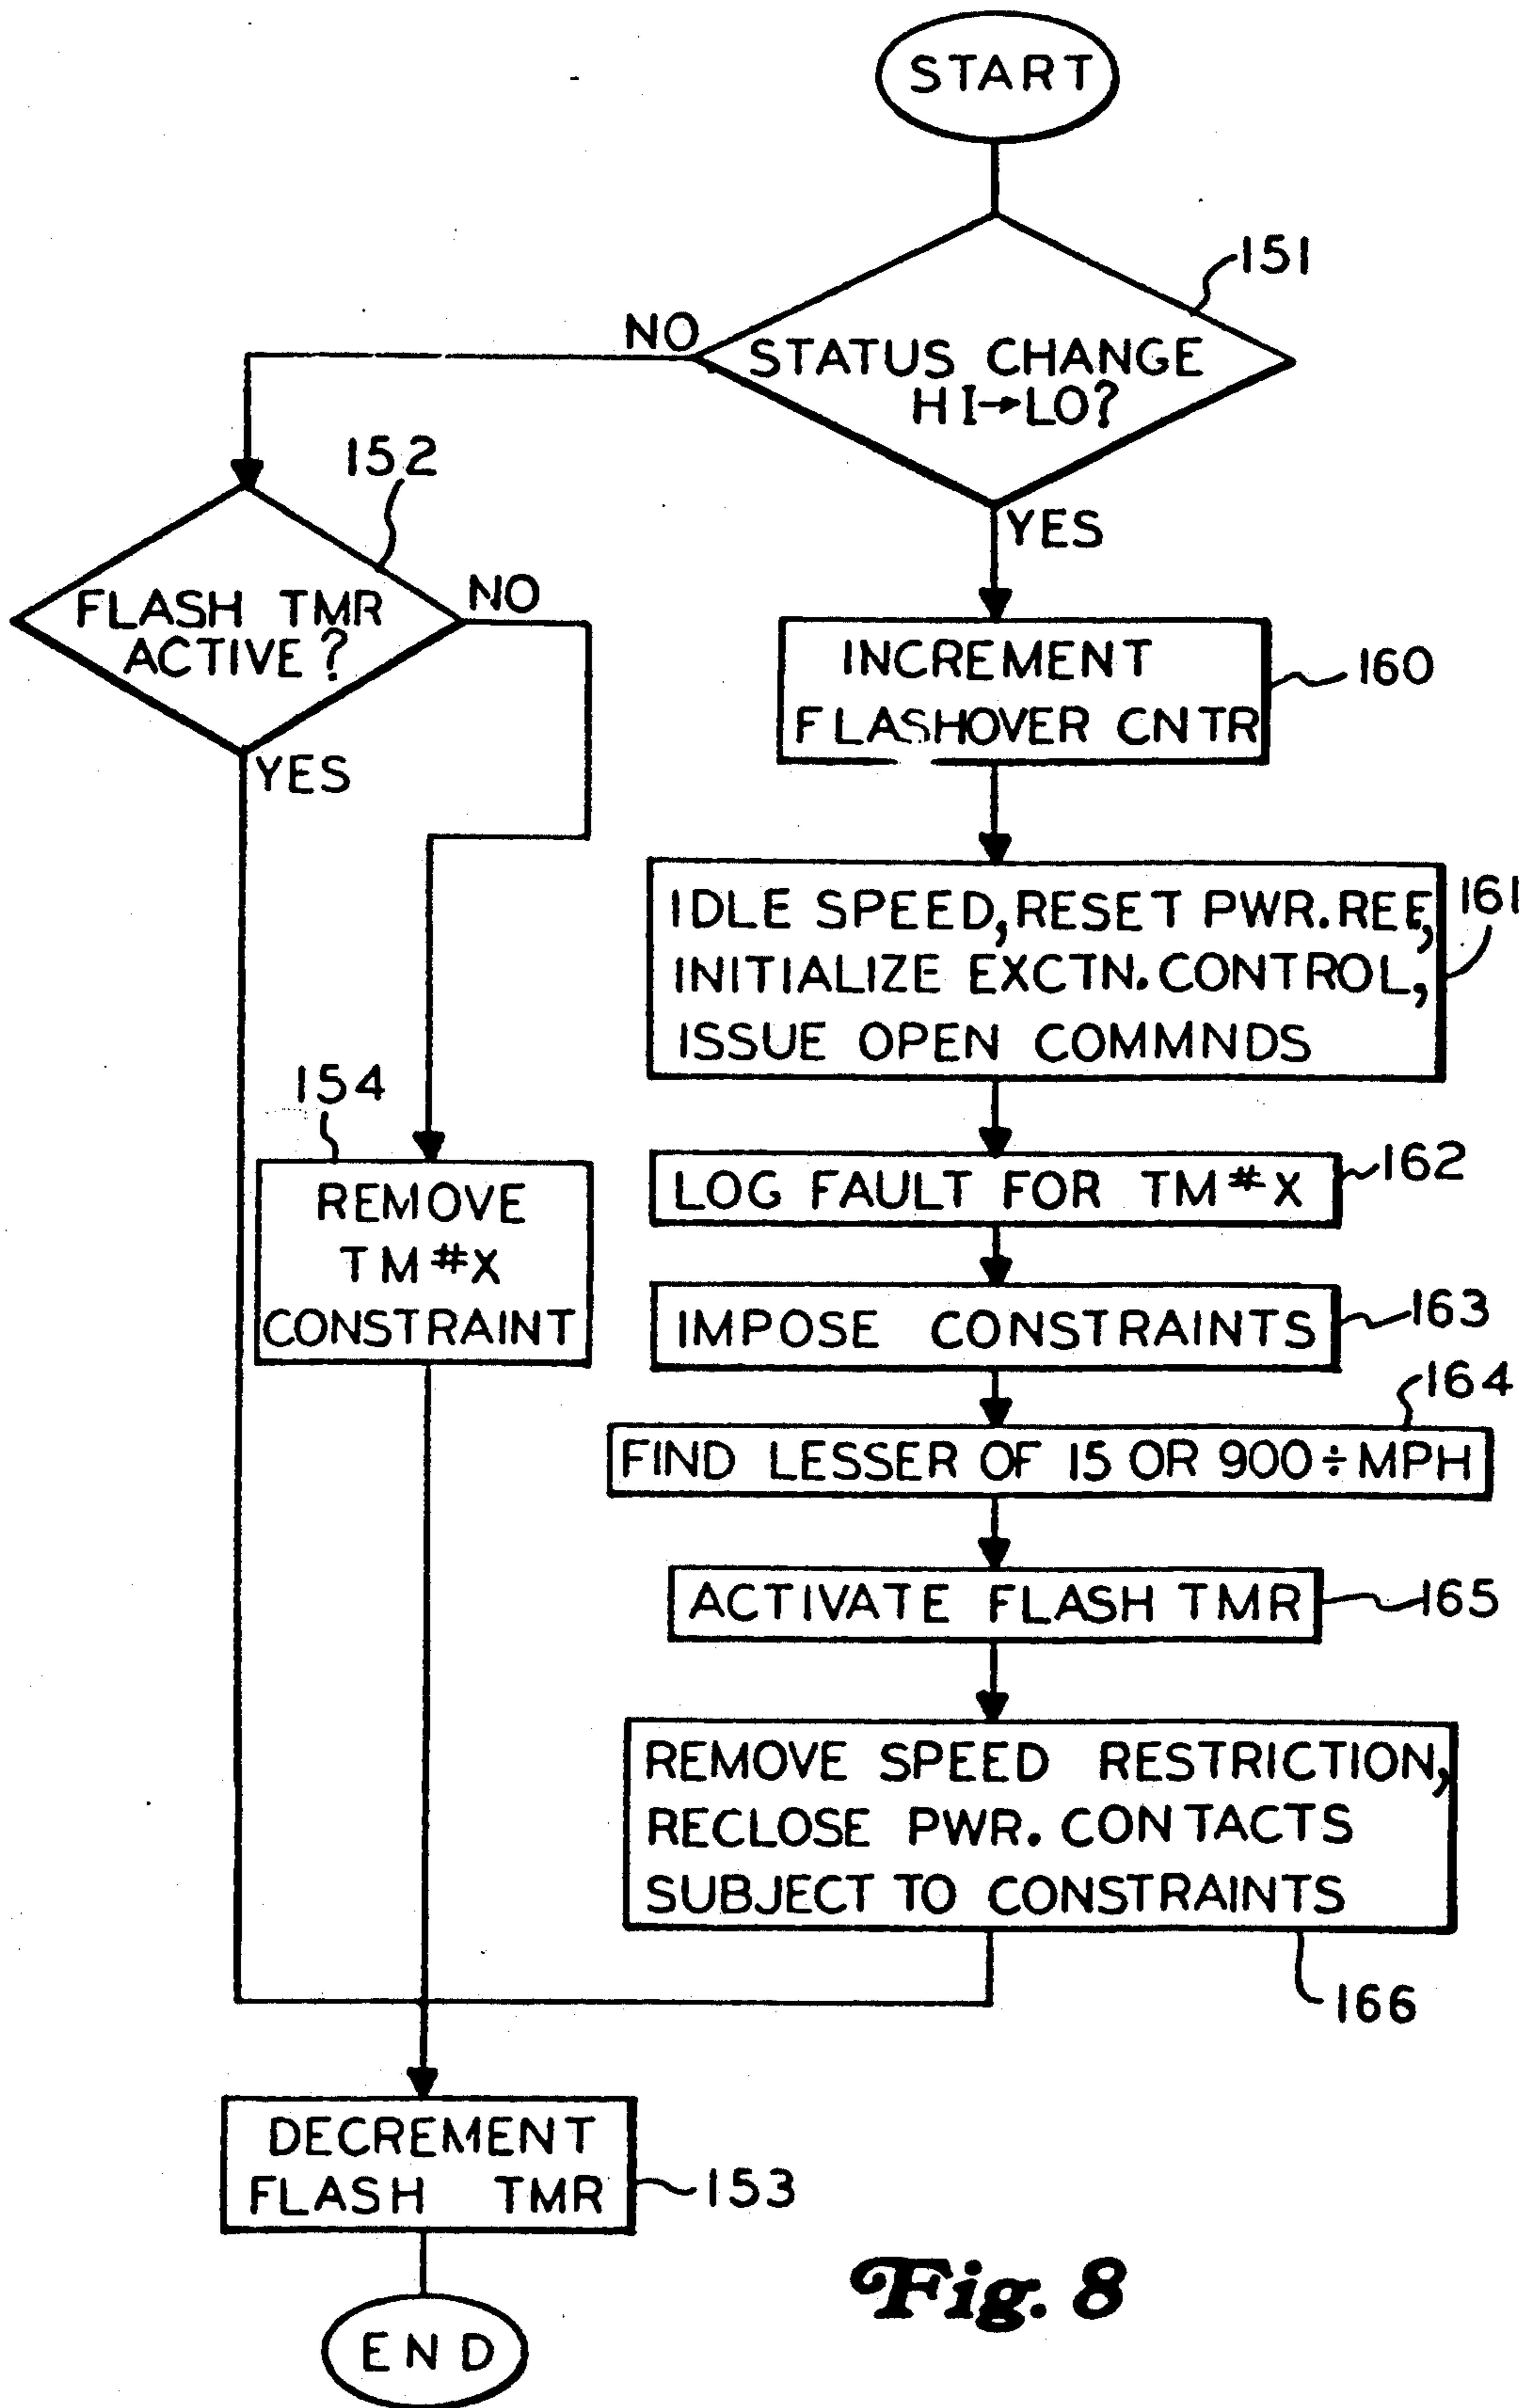 START
151
STATUS CHANGE
HI→LO?
NO
YES
152
FLASH TMR
ACTIVE?
NO
YES
INCREMENT
FLASHOVER CNTR
160
IDLE SPEED, RESET PWR. REF,
INITIALIZE EXCTN. CONTROL,
ISSUE OPEN COMMNDS
161
154
REMOVE
TM#X
CONSTRAINT
LOG FAULT FOR TM#X
162
IMPOSE CONSTRAINTS
163
164
FIND LESSER OF 15 OR 900÷MPH
ACTIVATE FLASH TMR
165
REMOVE SPEED RESTRICTION,
RECLOSE PWR. CONTACTS
SUBJECT TO CONSTRAINTS
166
DECREMENT
FLASH TMR
153
END
Fig. 8